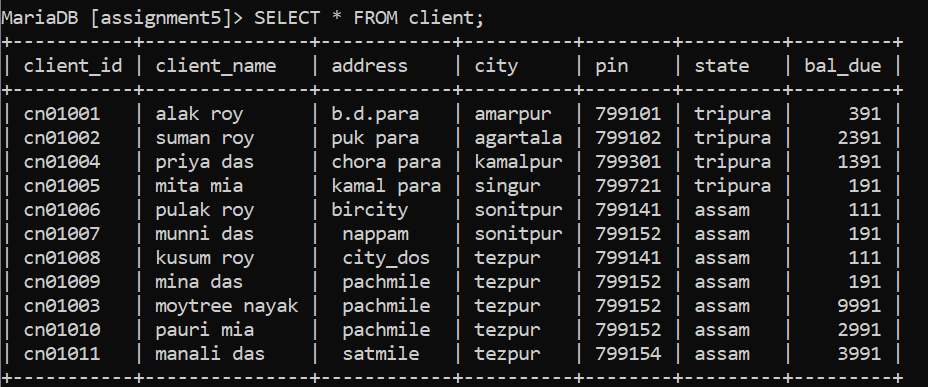 MariaDB [assignment5]> SELECT * FROM client;
+-----------+---------------+------------+----------+--------+---------+---------+
| client_id | client_name   | address    | city     | pin    | state   | bal_due |
+-----------+---------------+------------+----------+--------+---------+---------+
| cn01001   | alak roy      | b.d.para   | amarpur  | 799101 | tripura |     391 |
| cn01002   | suman roy     | puk para   | agartala | 799102 | tripura |    2391 |
| cn01004   | priya das     | chora para | kamalpur | 799301 | tripura |    1391 |
| cn01005   | mita mia      | kamal para | singur   | 799721 | tripura |     191 |
| cn01006   | pulak roy     | bircity    | sonitpur | 799141 | assam   |     111 |
| cn01007   | munni das     |  nappam    | sonitpur | 799152 | assam   |     191 |
| cn01008   | kusum roy     |  city_dos  | tezpur   | 799141 | assam   |     111 |
| cn01009   | mina das      |  pachmile  | tezpur   | 799152 | assam   |     191 |
| cn01003   | moytree nayak |  pachmile  | tezpur   | 799152 | assam   |    9991 |
| cn01010   | pauri mia     |  pachmile  | tezpur   | 799152 | assam   |    2991 |
| cn01011   | manali das    |  satmile   | tezpur   | 799154 | assam   |    3991 |
+-----------+---------------+------------+----------+--------+---------+---------+